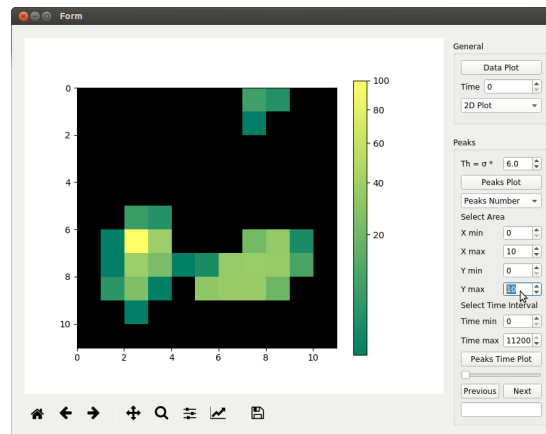 Form
General
Data Plot
Time 0
2D Plot
Peaks
Th = σ * 6.0
Peaks Plot
Peaks Number
Select Area
X min 0
X max 10
Y min 0
Y max 10
Select Time Interval
Time min 0
Time max 11200
Peaks Time Plot
Previous Next
0
2
4
6
8
10
0 2 4 6 8 10
100
80
60
40
20